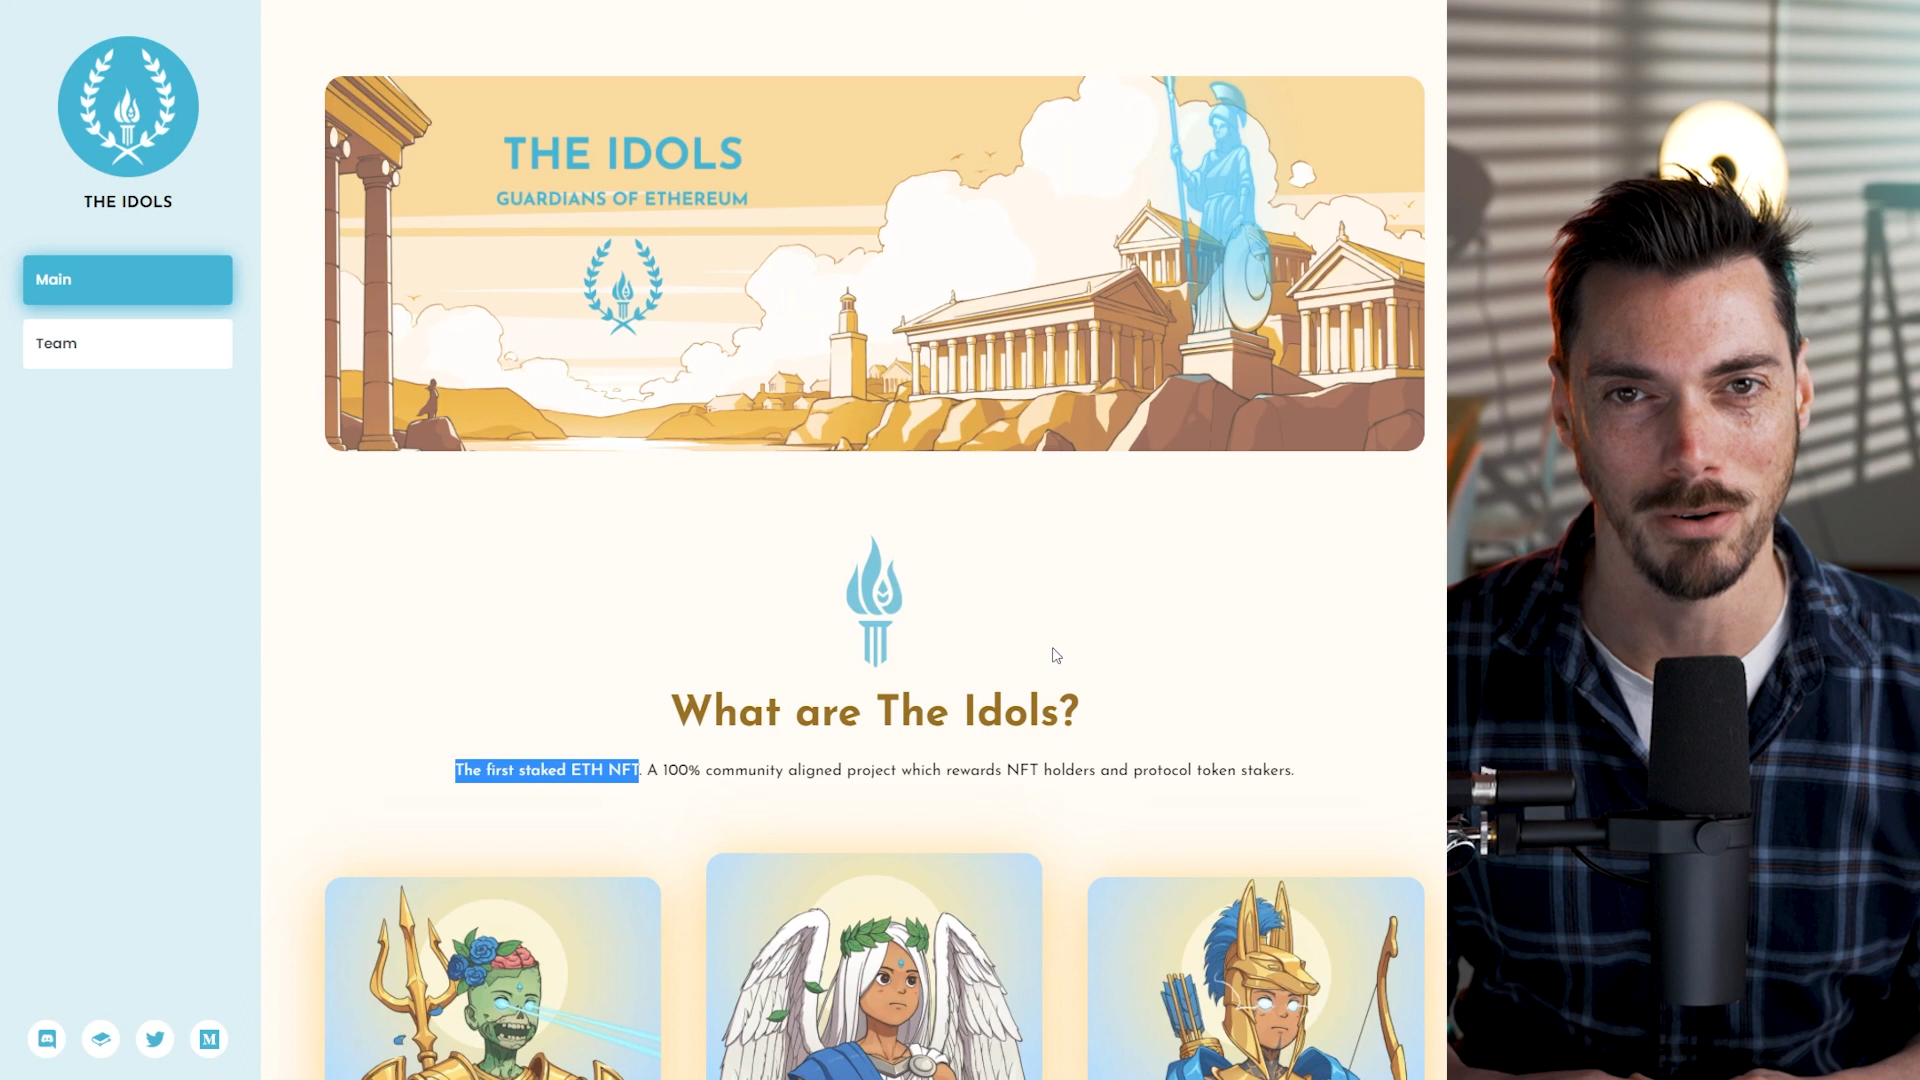 THE IDOLS
Main
Team
THE IDOLS
GUARDIANS OF ETHEREUM
What are The Idols?
The first staked ETH NFT. A 100% community aligned project which rewards NFT holders and protocol token stakers.
M